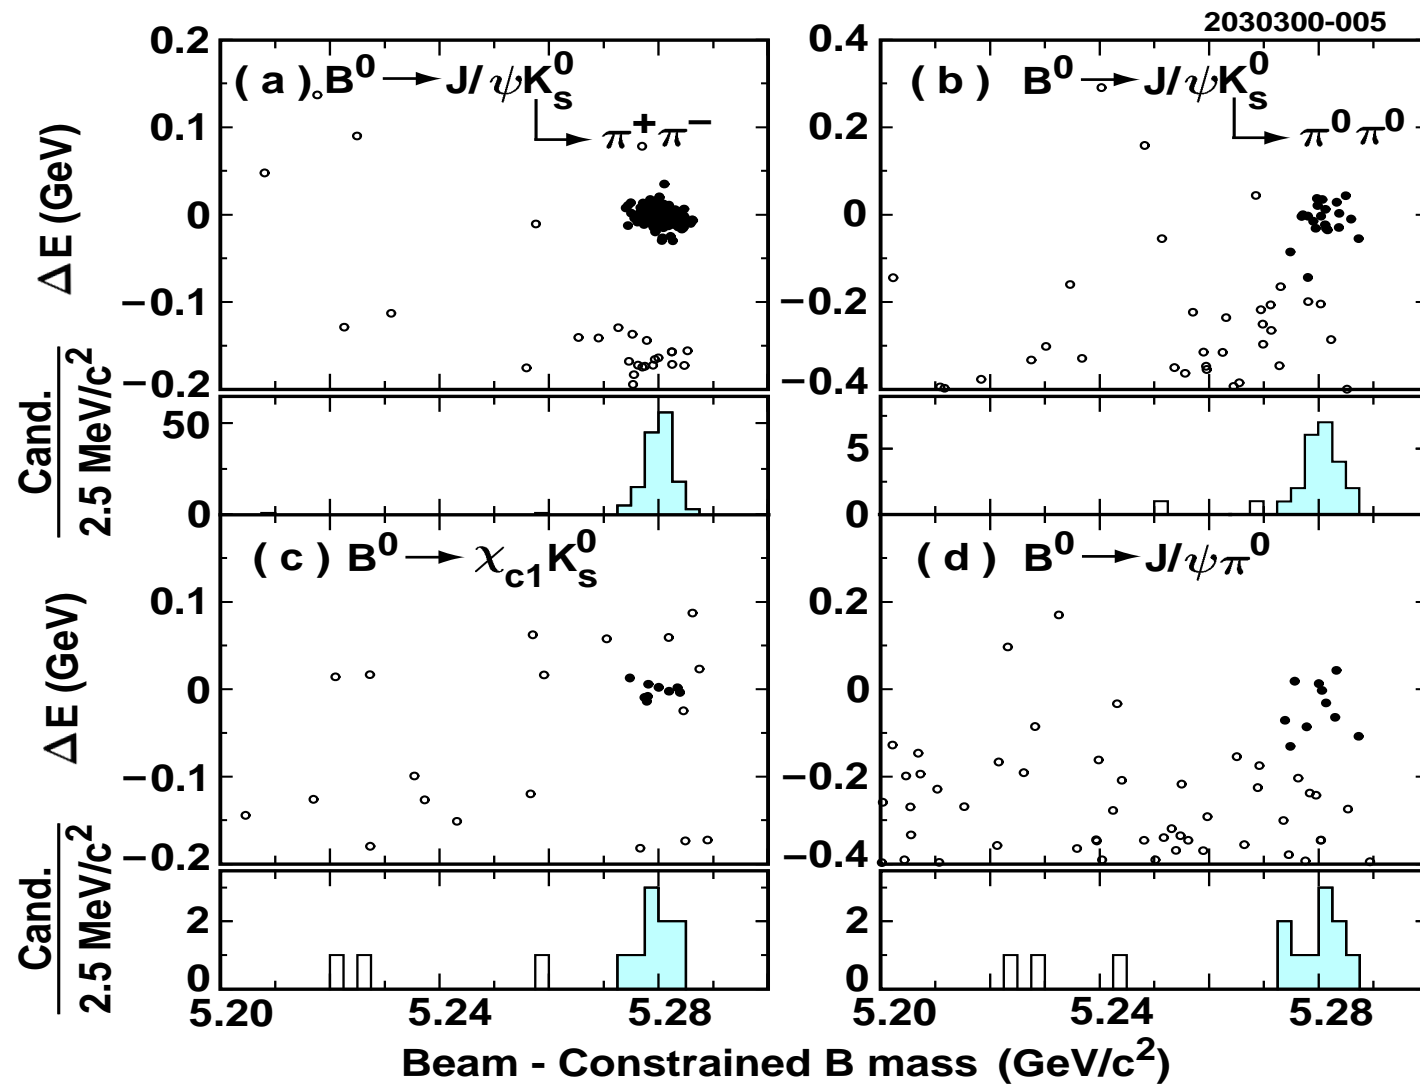 2030300-005
0.2
0.1
0
−0.1
−0.2
ΔE (GeV)
( a ) B⁰ → J/ψK⁰s
π⁺π⁻
0.4
0.2
0
−0.2
−0.4
( b ) B⁰ → J/ψK⁰s
π⁰π⁰
50
0
Cand.
2.5 MeV/c²
5
0
( c ) B⁰ → χc1K⁰s
0.1
0
−0.1
−0.2
ΔE (GeV)
( d ) B⁰ → J/ψπ⁰
0.2
0
−0.2
−0.4
2
0
Cand.
2.5 MeV/c²
2
0
5.20 5.24 5.28
5.20 5.24 5.28
Beam - Constrained B mass (GeV/c²)